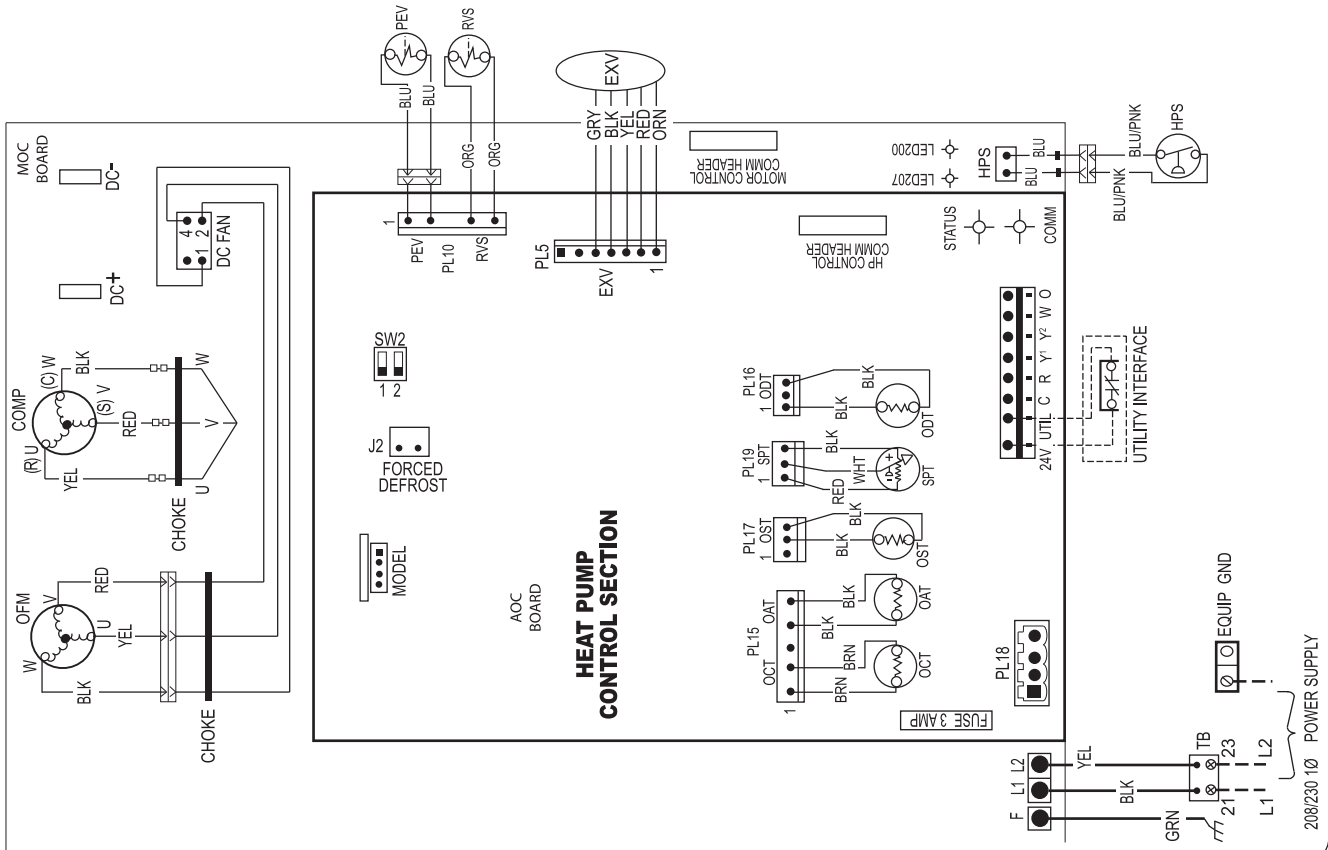 MOC
BOARD
DC-
DC+
4
2
1
DC FAN
COMP
(R) U
(C) W
(S) V
YEL
RED
BLK
CHOKE
U
V
W
OFM
W
V
U
BLK
YEL
RED
CHOKE
PEV
RVS
BLU
BLU
ORG
ORG
1
PEV
PL10
RVS
EXV
GRY
BLK
YEL
RED
ORN
PL5
EXV
1
MOTOR CONTROL
COMM HEADER
HP CONTROL
COMM HEADER
LED200
LED207
STATUS
COMM
HPS
BLU
BLU
BLU/PNK
BLU/PNK
HPS
SW2
1 2
J2
FORCED
DEFROST
MODEL
AOC
BOARD
HEAT PUMP
CONTROL SECTION
PL16
1 ODT
BLK
BLK
ODT
PL19
1 SPT
RED
WHT
BLK
SPT
+
-D
PL17
1 OST
BLK
BLK
OST
PL15
1
OCT
OAT
BRN
BRN
BLK
BLK
OCT
OAT
FUSE 3 AMP
PL18
24V UTIL C R Y1 Y2 W O
UTILITY INTERFACE
F
L1
L2
GRN
BLK
YEL
TB
21
23
L1
L2
EQUIP GND
208/230 1Ø POWER SUPPLY